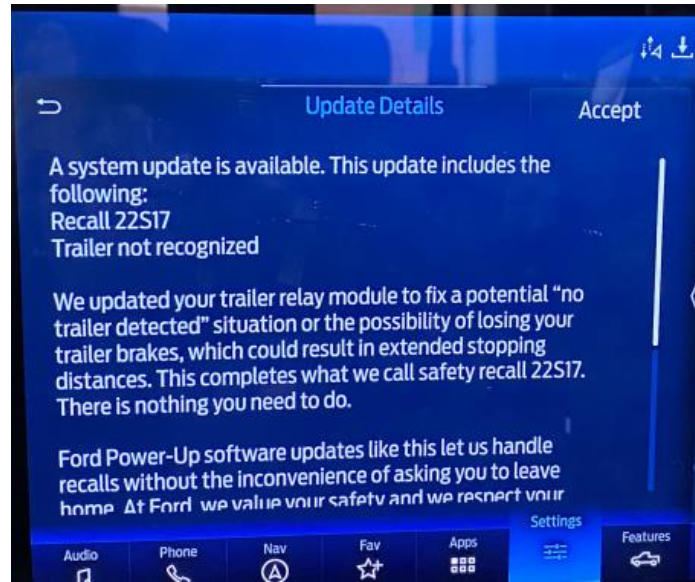 Update Details
Accept
A system update is available. This update includes the
following:
Recall 22S17
Trailer not recognized
We updated your trailer relay module to fix a potential “no
trailer detected” situation or the possibility of losing your
trailer brakes, which could result in extended stopping
distances. This completes what we call safety recall 22S17.
There is nothing you need to do.
Ford Power-Up software updates like this let us handle
recalls without the inconvenience of asking you to leave
home. At Ford, we value your safety and we respect your
Audio
Phone
Nav
Fav
Apps
Settings
Features